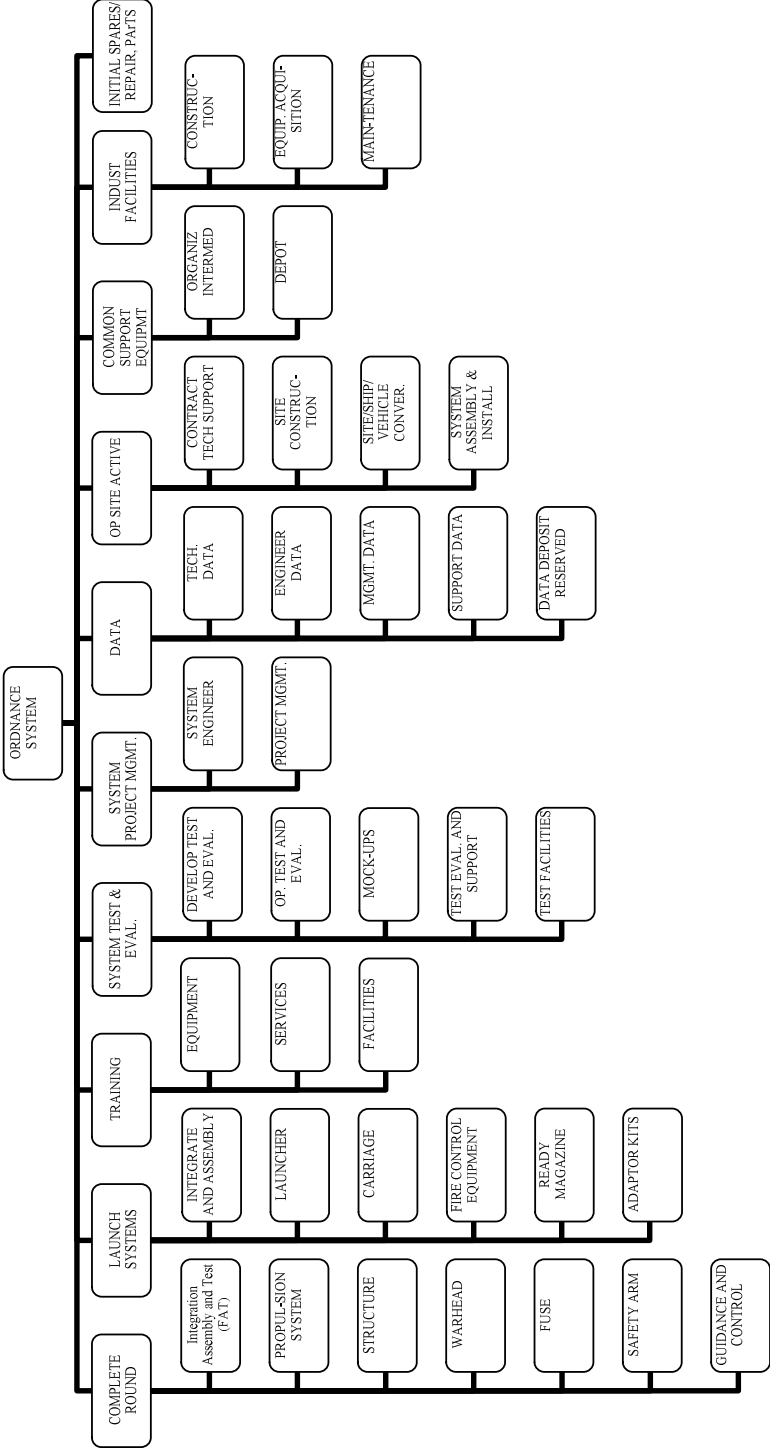 ORDNANCE
SYSTEM
COMPLETE
ROUND
LAUNCH
SYSTEMS
TRAINING
SYSTEM TEST &
EVAL.
SYSTEM
PROJECT MGMT.
DATA
OP SITE ACTIVE
COMMON
SUPPORT
EQUIPMT
INDUST
FACILITIES
INITIAL SPARES/
REPAIR, PArTS
Integration
Assembly and Test
(FAT)
PROPUL-SION
SYSTEM
STRUCTURE
WARHEAD
FUSE
SAFETY ARM
GUIDANCE AND
CONTROL
INTEGRATE
AND ASSEMBLY
LAUNCHER
CARRIAGE
FIRE CONTROL
EQUIPMENT
READY
MAGAZINE
ADAPTOR KITS
EQUIPMENT
SERVICES
FACILITIES
DEVELOP TEST
AND EVAL.
OP. TEST AND
EVAL.
MOCK-UPS
TEST EVAL. AND
SUPPORT
TEST FACILITIES
SYSTEM
ENGINEER
PROJECT MGMT.
TECH.
DATA
ENGINEER
DATA
MGMT. DATA
SUPPORT DATA
DATA DEPOSIT
RESERVED
CONTRACT
TECH SUPPORT
SITE
CONSTRUC-
TION
SITE/SHIP/
VEHICLE
CONVER.
SYSTEM
ASSEMBLY &
INSTALL
ORGANIZ
INTERMED
DEPOT
CONSTRUC-
TION
EQUIP. ACQUI-
SITION
MAIN-TENANCE